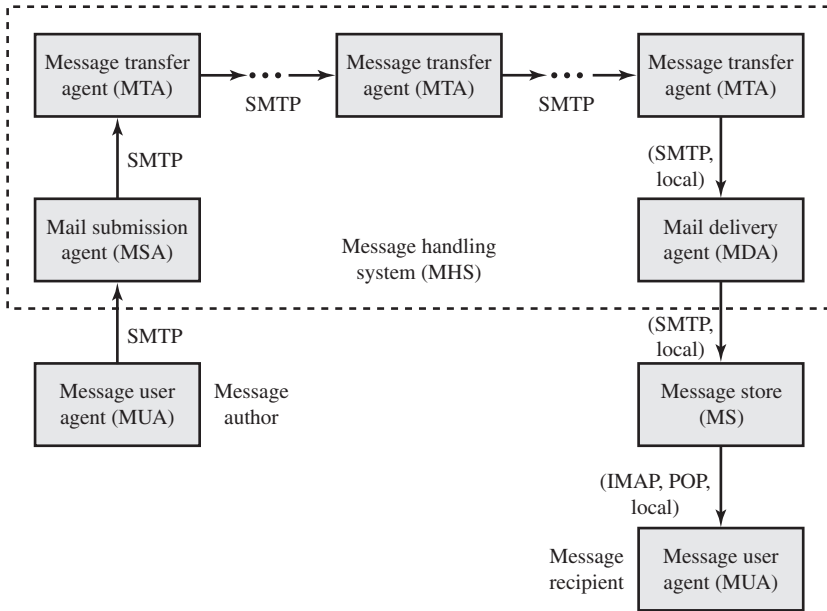 Message transfer
agent (MTA)
SMTP
Message transfer
agent (MTA)
SMTP
Message transfer
agent (MTA)
SMTP
(SMTP,
local)
Mail submission
agent (MSA)
Message handling
system (MHS)
Mail delivery
agent (MDA)
SMTP
(SMTP,
local)
Message user
agent (MUA)
Message
author
Message store
(MS)
(IMAP, POP,
local)
Message
recipient
Message user
agent (MUA)